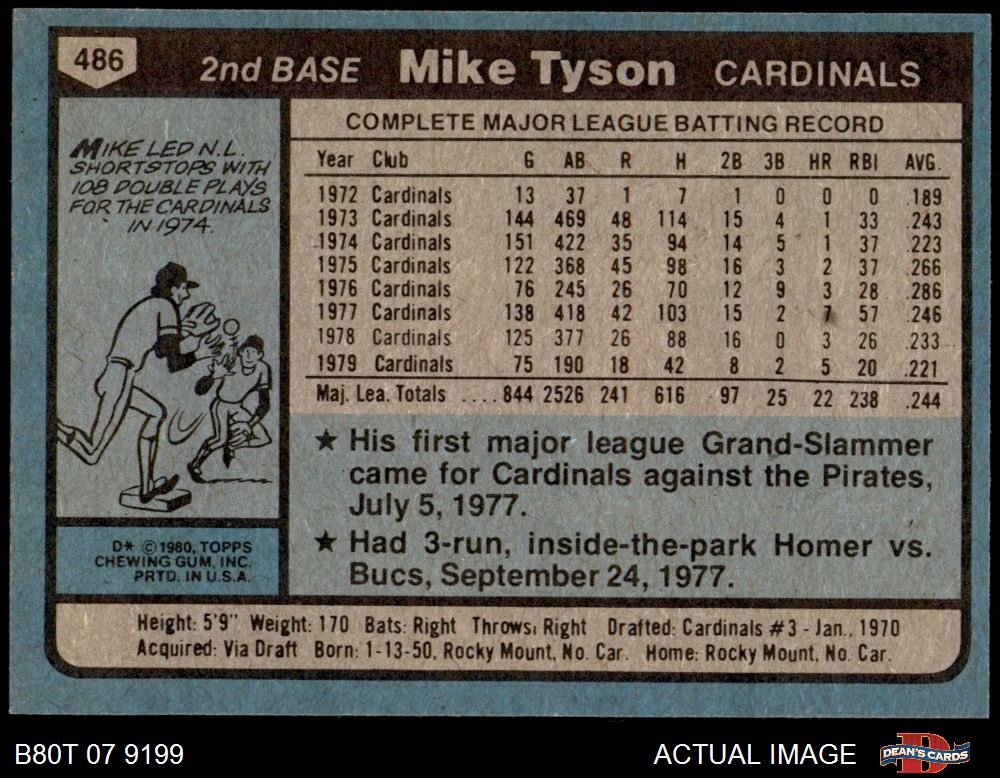 486
2nd BASE Mike Tyson CARDINALS
MIKE LED N.L.
SHORTSTOPS WITH
108 DOUBLE PLAYS
FOR THE CARDINALS
IN 1974.
D* © 1980, TOPPS
CHEWING GUM, INC.
PRTD. IN U.S.A.
COMPLETE MAJOR LEAGUE BATTING RECORD
Year Club G AB R H 2B 3B HR RBI AVG.
1972 Cardinals 13 37 1 7 1 0 0 0 .189
1973 Cardinals 144 469 48 114 15 4 1 33 .243
1974 Cardinals 151 422 35 94 14 5 1 37 .223
1975 Cardinals 122 368 45 98 16 3 2 37 .266
1976 Cardinals 76 245 26 70 12 9 3 28 .286
1977 Cardinals 138 418 42 103 15 2 7 57 .246
1978 Cardinals 125 377 26 88 16 0 3 26 .233
1979 Cardinals 75 190 18 42 8 2 5 20 .221
Maj. Lea. Totals ....844 2526 241 616 97 25 22 238 .244
★ His first major league Grand-Slammer
came for Cardinals against the Pirates,
July 5, 1977.
★ Had 3-run, inside-the-park Homer vs.
Bucs, September 24, 1977.
Height: 5'9" Weight: 170 Bats: Right Throws: Right Drafted: Cardinals #3 - Jan., 1970
Acquired: Via Draft Born: 1-13-50, Rocky Mount, No. Car. Home: Rocky Mount, No. Car.
B80T 07 9199 ACTUAL IMAGE DEAN'S CARDS